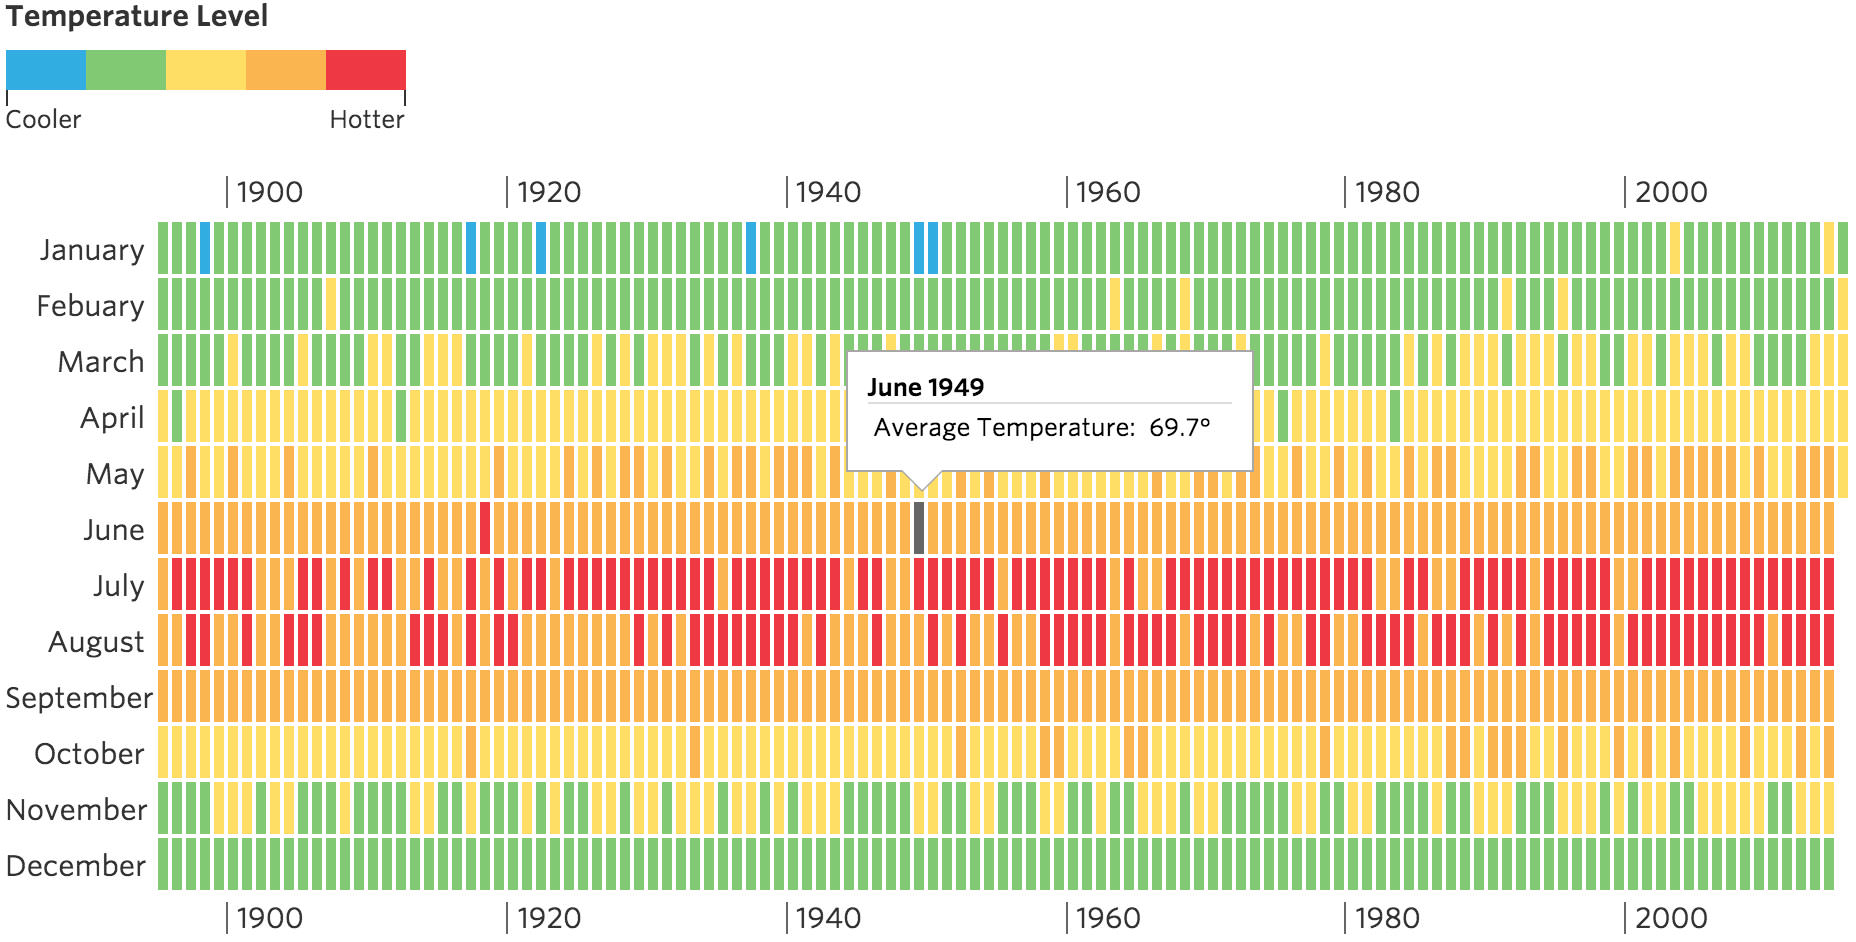 Temperature Level
Cooler Hotter
1900 1920 1940 1960 1980 2000
January
Febuary
March
June 1949
April
Average Temperature: 69.7°
May
June
July
August
September
October
November
December
1900 1920 1940 1960 1980 2000